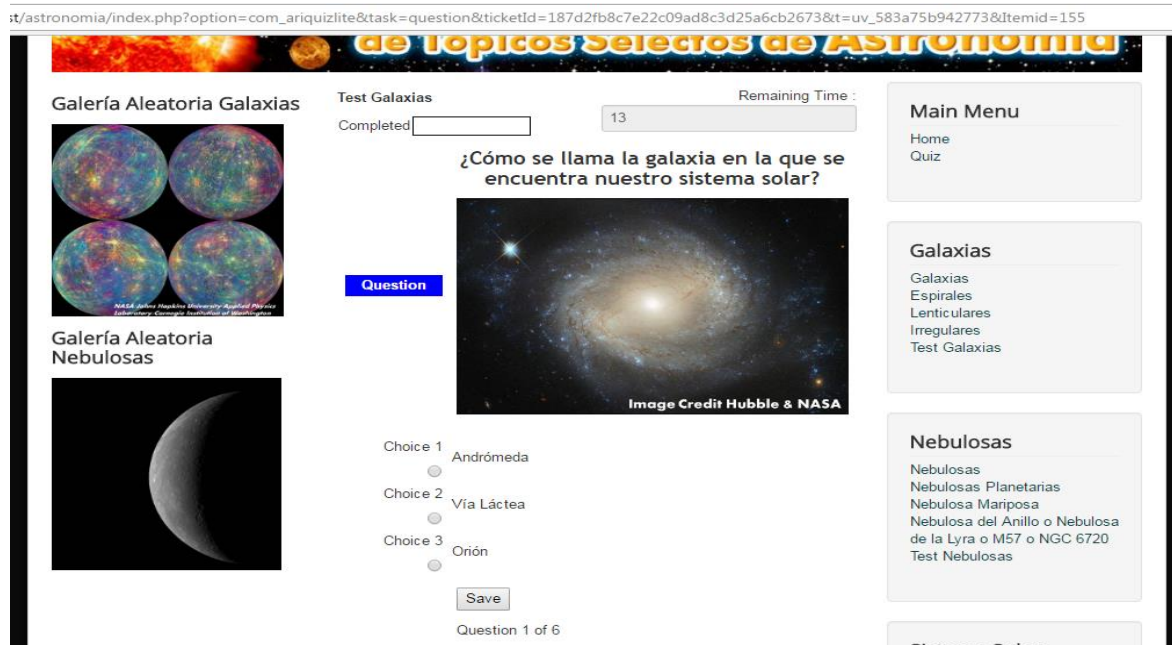 st/astronomia/index.php?option=com_ariquizlite&task=question&ticketId=187d2fb8c7e22c09ad8c3d25a6cb2673&t=uv_583a75b942773&Itemid=155
de Tópicos Selectos de Astronomía
Galería Aleatoria Galaxias
NASA Johns Hopkins University Applied Physics
Laboratory Carnegie Institution of Washington
Galería Aleatoria
Nebulosas
Test Galaxias
Remaining Time :
Completed
13
¿Cómo se llama la galaxia en la que se
encuentra nuestro sistema solar?
Question
Image Credit Hubble & NASA
Choice 1
Andrómeda
Choice 2
Vía Láctea
Choice 3
Orión
Save
Question 1 of 6
Main Menu
Home
Quiz
Galaxias
Galaxias
Espirales
Lenticulares
Irregulares
Test Galaxias
Nebulosas
Nebulosas
Nebulosas Planetarias
Nebulosa Mariposa
Nebulosa del Anillo o Nebulosa
de la Lyra o M57 o NGC 6720
Test Nebulosas